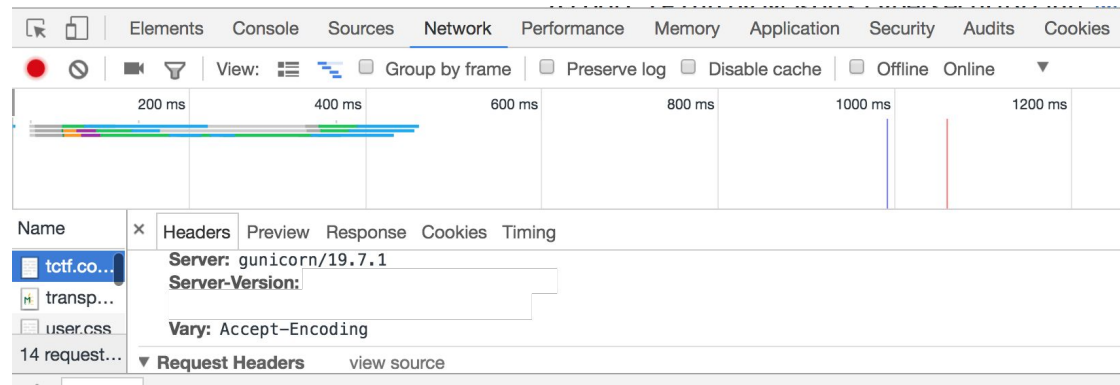 Elements Console Sources Network Performance Memory Application Security Audits Cookies
View: Group by frame Preserve log Disable cache Offline Online
200 ms 400 ms 600 ms 800 ms 1000 ms 1200 ms
Name × Headers Preview Response Cookies Timing
Server: gunicorn/19.7.1
tctf.co...
Server-Version:
transp...
user.css
Vary: Accept-Encoding
14 request...
▼ Request Headers view source